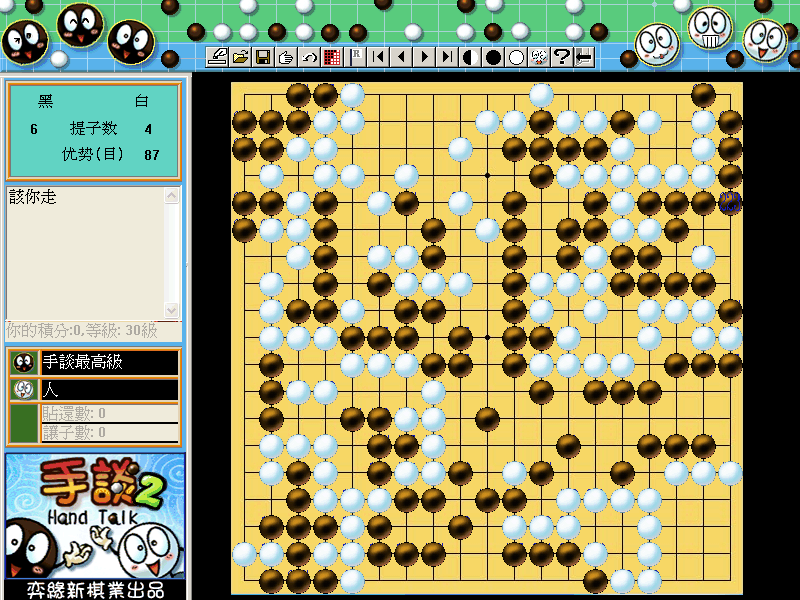 R
黑 白
6 提子数 4
优势(目) 87
該你走
你的積分:0,等級: 30級
手談最高級
人
貼還數: 0
讓子數: 0
手談2
Hand Talk
弈緣新棋業出品